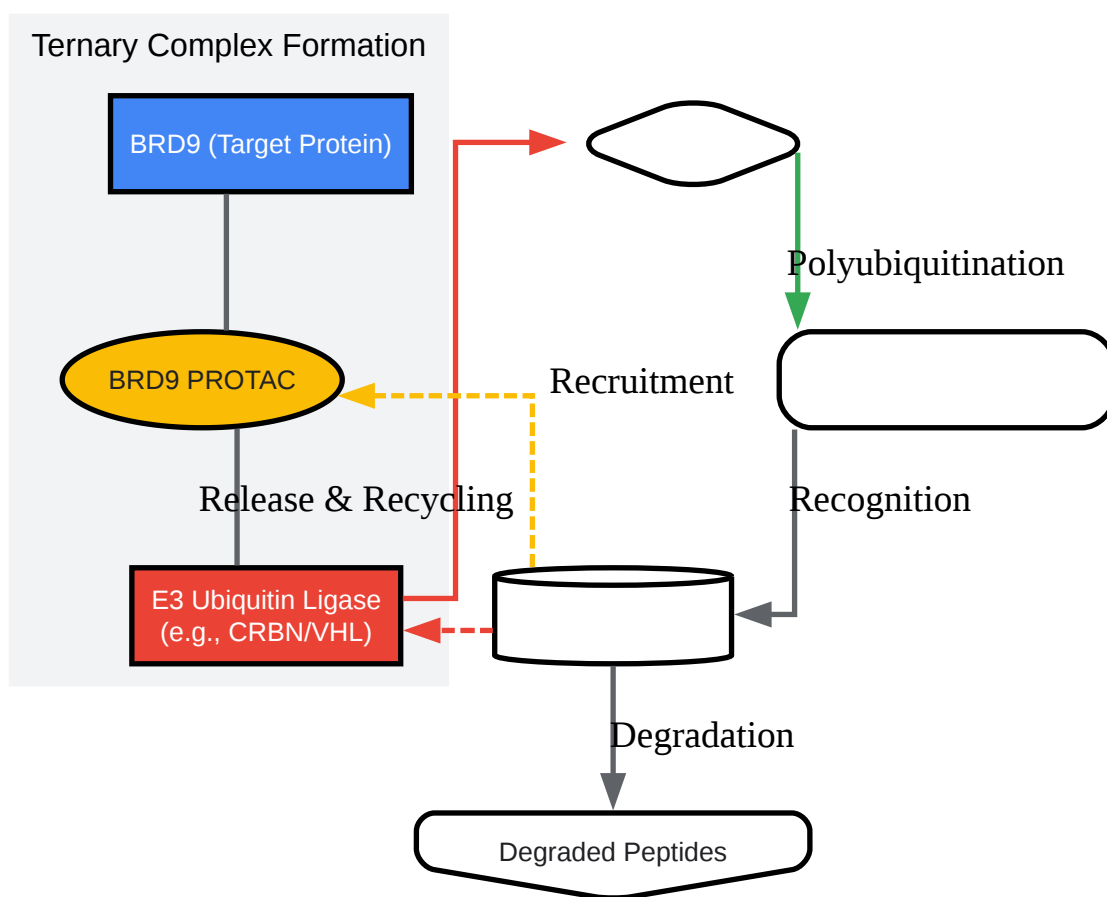 Ternary Complex Formation
BRD9 (Target Protein)
Polyubiquitination
BRD9 PROTAC
Recruitment
Release & Recycling
Recognition
E3 Ubiquitin Ligase
(e.g., CRBN/VHL)
Degradation
Degraded Peptides